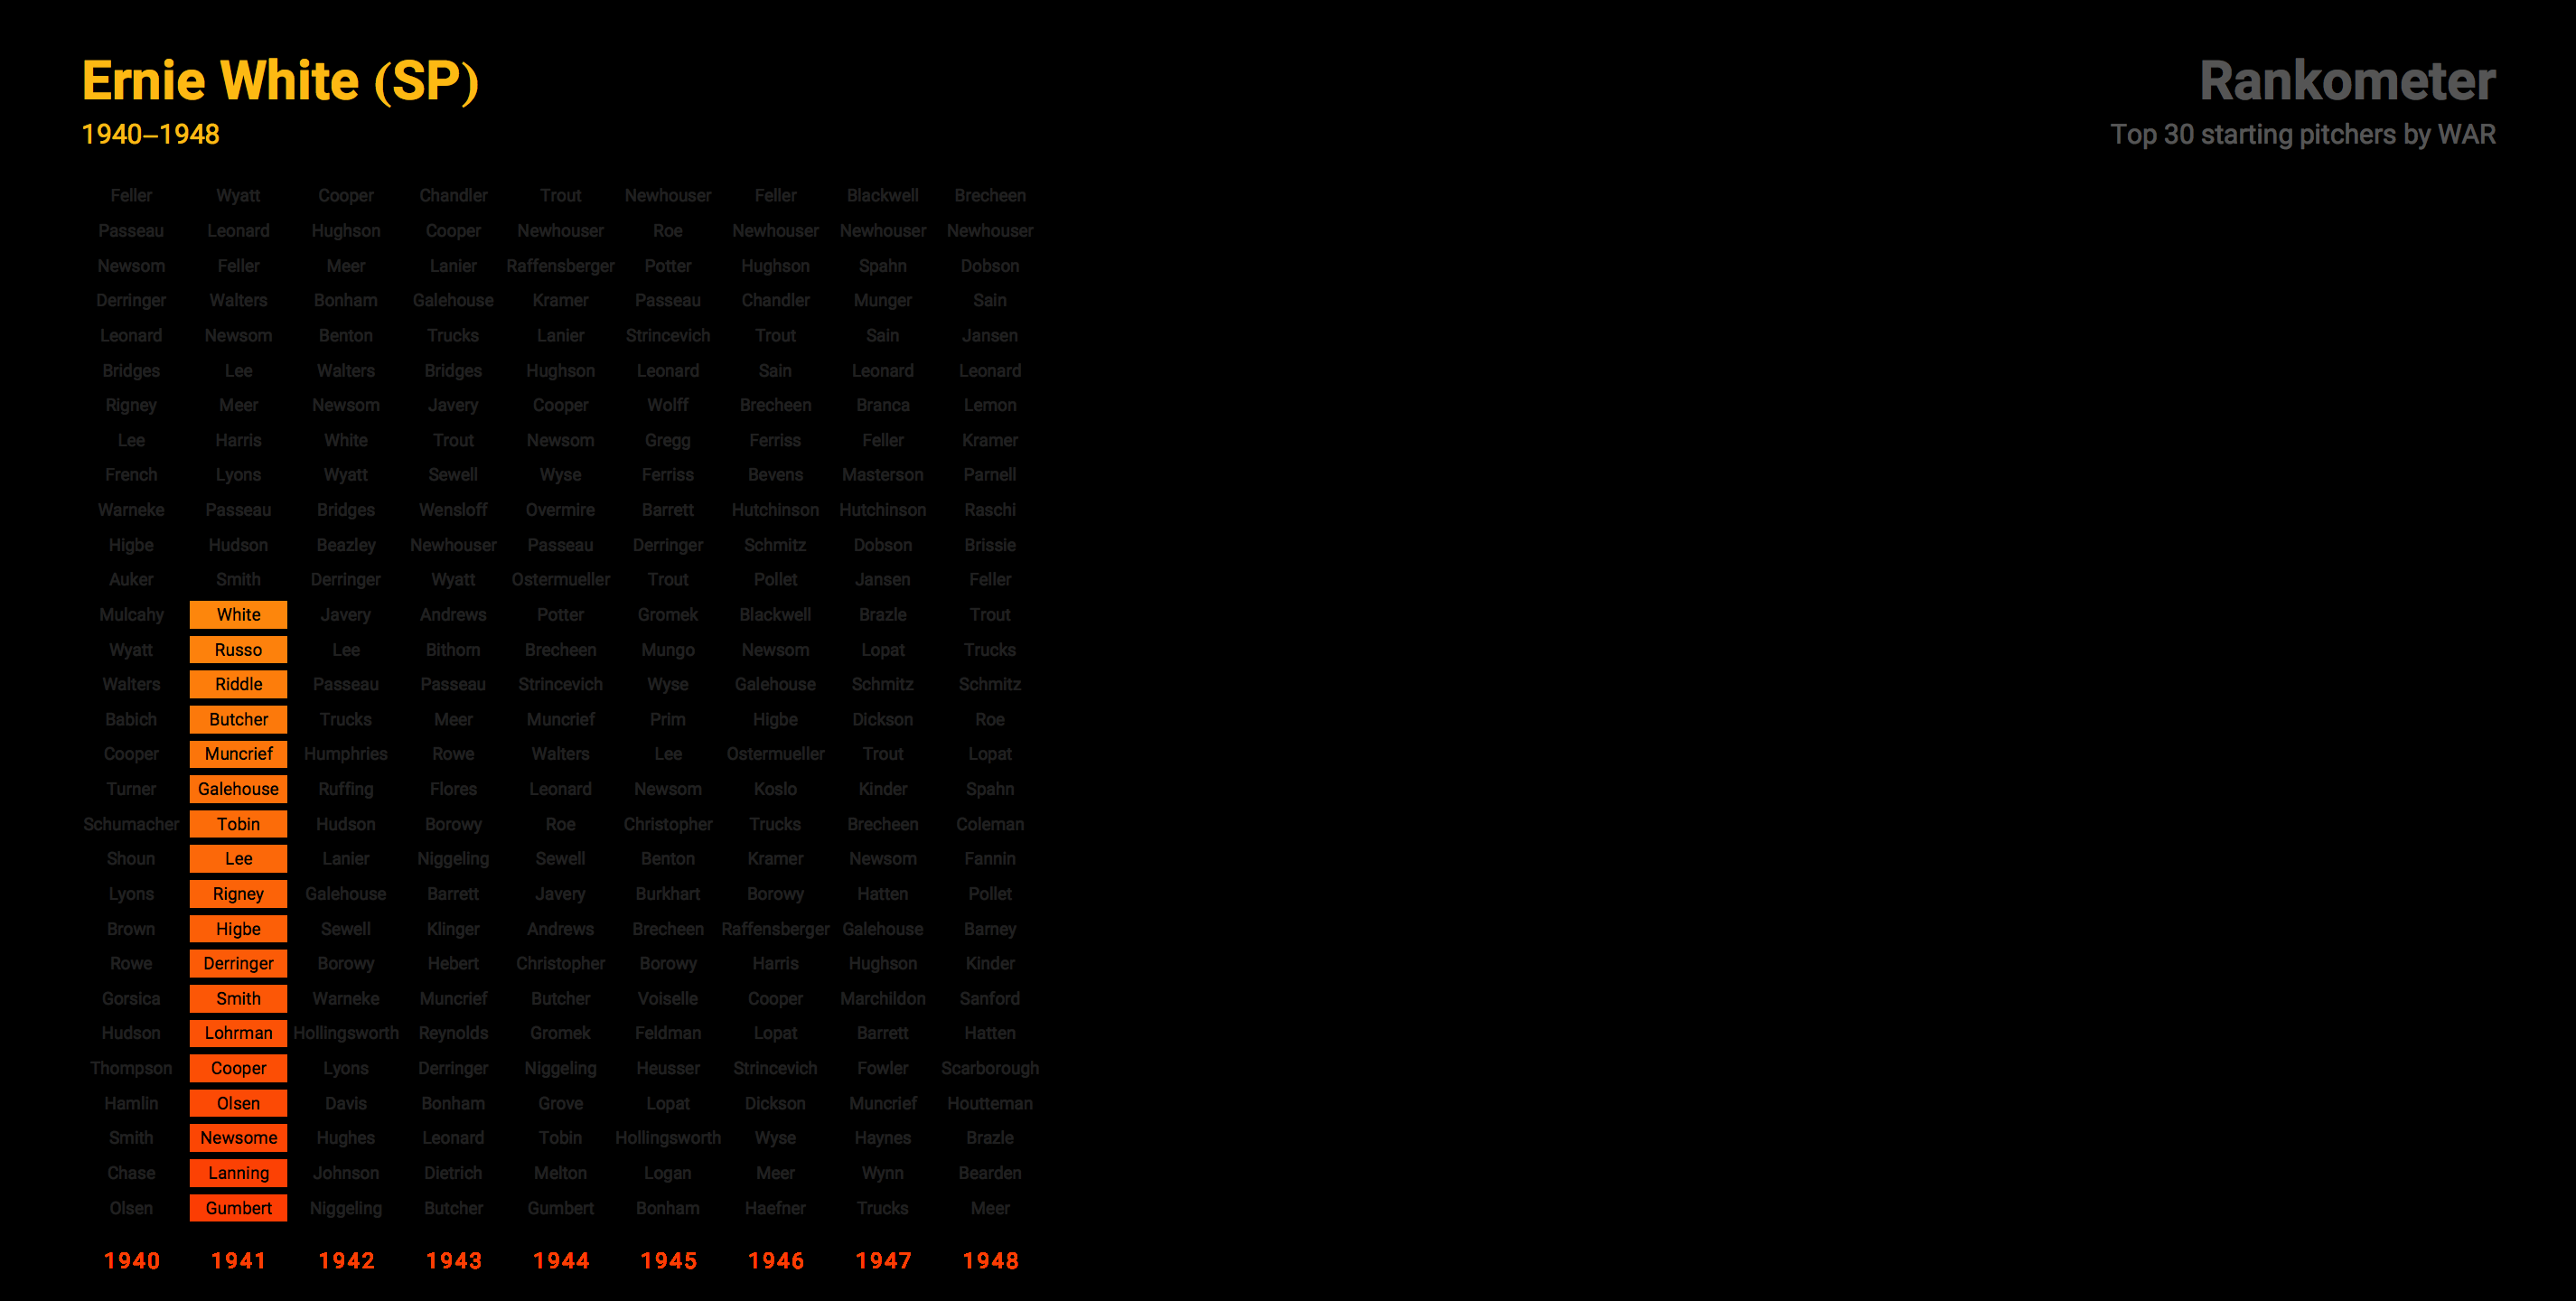 Ernie White (SP)
1940–1948
Rankometer
Top 30 starting pitchers by WAR
Feller Wyatt Cooper Chandler Trout Newhouser Feller Blackwell Brecheen
Passeau Leonard Hughson Cooper Newhouser Roe Newhouser Newhouser Newhouser
Newsom Feller Meer Lanier Raffensberger Potter Hughson Spahn Dobson
Derringer Walters Bonham Galehouse Kramer Passeau Chandler Munger Sain
Leonard Newsom Benton Trucks Lanier Strincevich Trout Sain Jansen
Bridges Lee Walters Bridges Hughson Leonard Sain Leonard Leonard
Rigney Meer Newsom Javery Cooper Wolff Brecheen Branca Lemon
Lee Harris White Trout Newsom Gregg Ferriss Feller Kramer
French Lyons Wyatt Sewell Wyse Ferriss Bevens Masterson Parnell
Warneke Passeau Bridges Wensloff Overmire Barrett Hutchinson Hutchinson Raschi
Higbe Hudson Beazley Newhouser Passeau Derringer Schmitz Dobson Brissie
Auker Smith Derringer Wyatt Ostermueller Trout Pollet Jansen Feller
Mulcahy White Javery Andrews Potter Gromek Blackwell Brazle Trout
Wyatt Russo Lee Bithorn Brecheen Mungo Newsom Lopat Trucks
Walters Riddle Passeau Passeau Strincevich Wyse Galehouse Schmitz Schmitz
Babich Butcher Trucks Meer Muncrief Prim Higbe Dickson Roe
Cooper Muncrief Humphries Rowe Walters Lee Ostermueller Trout Lopat
Turner Galehouse Ruffing Flores Leonard Newsom Koslo Kinder Spahn
Schumacher Tobin Hudson Borowy Roe Christopher Trucks Brecheen Coleman
Shoun Lee Lanier Niggeling Sewell Benton Kramer Newsom Fannin
Lyons Rigney Galehouse Barrett Javery Burkhart Borowy Hatten Pollet
Brown Higbe Sewell Klinger Andrews Brecheen Raffensberger Galehouse Barney
Rowe Derringer Borowy Hebert Christopher Borowy Harris Hughson Kinder
Gorsica Smith Warneke Muncrief Butcher Voiselle Cooper Marchildon Sanford
Hudson Lohrman Hollingsworth Reynolds Gromek Feldman Lopat Barrett Hatten
Thompson Cooper Lyons Derringer Niggeling Heusser Strincevich Fowler Scarborough
Hamlin Olsen Davis Bonham Grove Lopat Dickson Muncrief Houtteman
Smith Newsome Hughes Leonard Tobin Hollingsworth Wyse Haynes Brazle
Chase Lanning Johnson Dietrich Melton Logan Meer Wynn Bearden
Olsen Gumbert Niggeling Butcher Gumbert Bonham Haefner Trucks Meer
1940 1941 1942 1943 1944 1945 1946 1947 1948